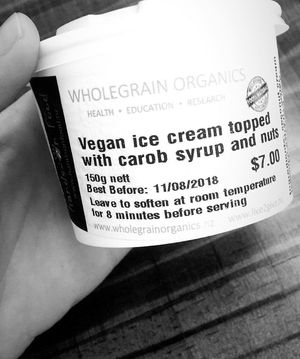 WHOLEGRAIN ORGANICS
HEALTH • EDUCATION • RESEARCH
Vegan ice cream topped
with carob syrup and nuts
$7.00
150g nett
Best Before: 11/08/2018
Leave to soften at room temperature
for 8 minutes before serving
www.wholegrainorganics.nz